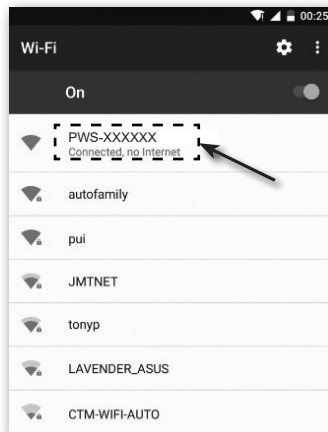 00:25
Wi-Fi
On
PWS-XXXXXX
Connected, no Internet
autofamily
pui
JMTNET
tonyp
LAVENDER_ASUS
CTM-WIFI-AUTO